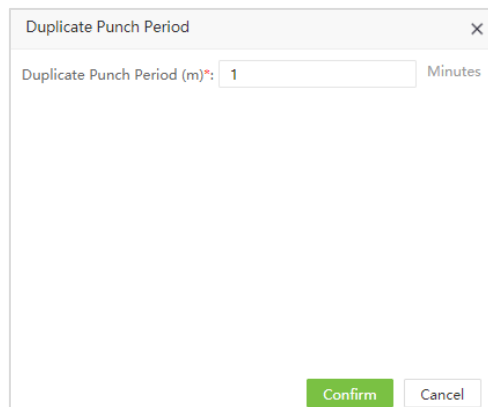 Duplicate Punch Period
Duplicate Punch Period (m)*: 1 Minutes
Confirm Cancel